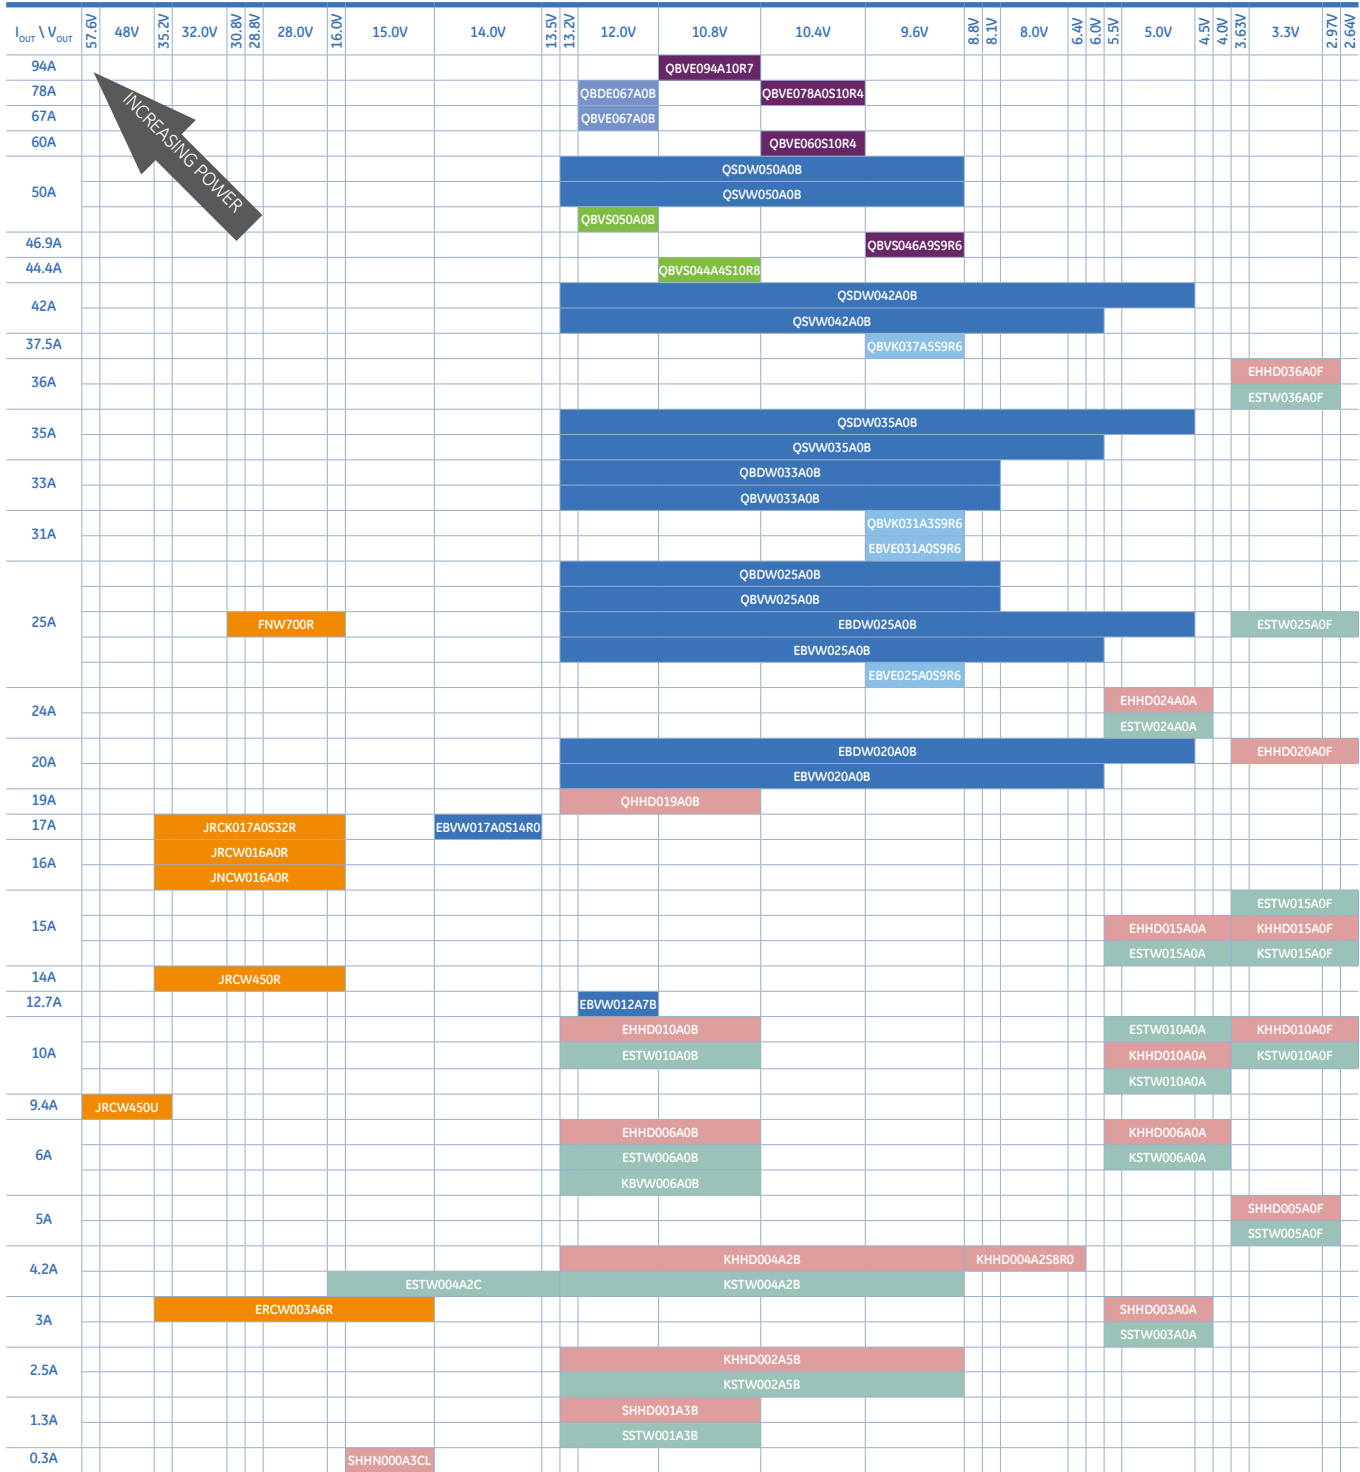 IOUT \ VOUT 57.6V 48V 35.2V 32.0V 30.8V 28.8V 28.0V 16.0V 15.0V 14.0V 13.5V 13.2V 12.0V 10.8V 10.4V 9.6V 8.8V 8.1V 8.0V 6.4V 6.0V 5.5V 5.0V 4.5V 4.0V 3.63V 3.3V 2.97V 2.64V
INCREASING POWER
94A QBVE094A10R7
78A QBDE067A0B QBVE078A0S10R4
67A QBVE067A0B
60A QBVE060S10R4
50A
QSDW050A0B
QSVW050A0B
QBVS050A0B
46.9A QBVS046A9S9R6
44.4A QBVS044A4S10R8
42A
QSDW042A0B
QSVW042A0B
37.5A QBVK037A5S9R6
36A
EHHD036A0F
ESTW036A0F
35A
QSDW035A0B
QSVW035A0B
33A
QBDW033A0B
QBVW033A0B
31A
QBVK031A3S9R6
EBVE031A0S9R6
25A
QBDW025A0B
QBVW025A0B
FNW700R EBDW025A0B ESTW025A0F
EBVW025A0B
EBVE025A0S9R6
24A
EHHD024A0A
ESTW024A0A
20A
EBDW020A0B EHHD020A0F
EBVW020A0B
19A QHHD019A0B
17A JRCK017A0S32R EBVW017A0S14R0
16A
JRCW016A0R
JNCW016A0R
15A
ESTW015A0F
EHHD015A0A KHHD015A0F
ESTW015A0A KSTW015A0F
14A JRCW450R
12.7A EBVW012A7B
10A
EHHD010A0B ESTW010A0A KHHD010A0F
ESTW010A0B KHHD010A0A KSTW010A0F
KSTW010A0A
9.4A JRCW450U
6A
EHHD006A0B KHHD006A0A
ESTW006A0B KSTW006A0A
KBVW006A0B
5A
SHHD005A0F
SSTW005A0F
4.2A
KHHD004A2B KHHD004A2S8R0
ESTW004A2C KSTW004A2B
3A
ERCW003A6R SHHD003A0A
SSTW003A0A
2.5A
KHHD002A5B
KSTW002A5B
1.3A
SHHD001A3B
SSTW001A3B
0.3A SHHN000A3CL